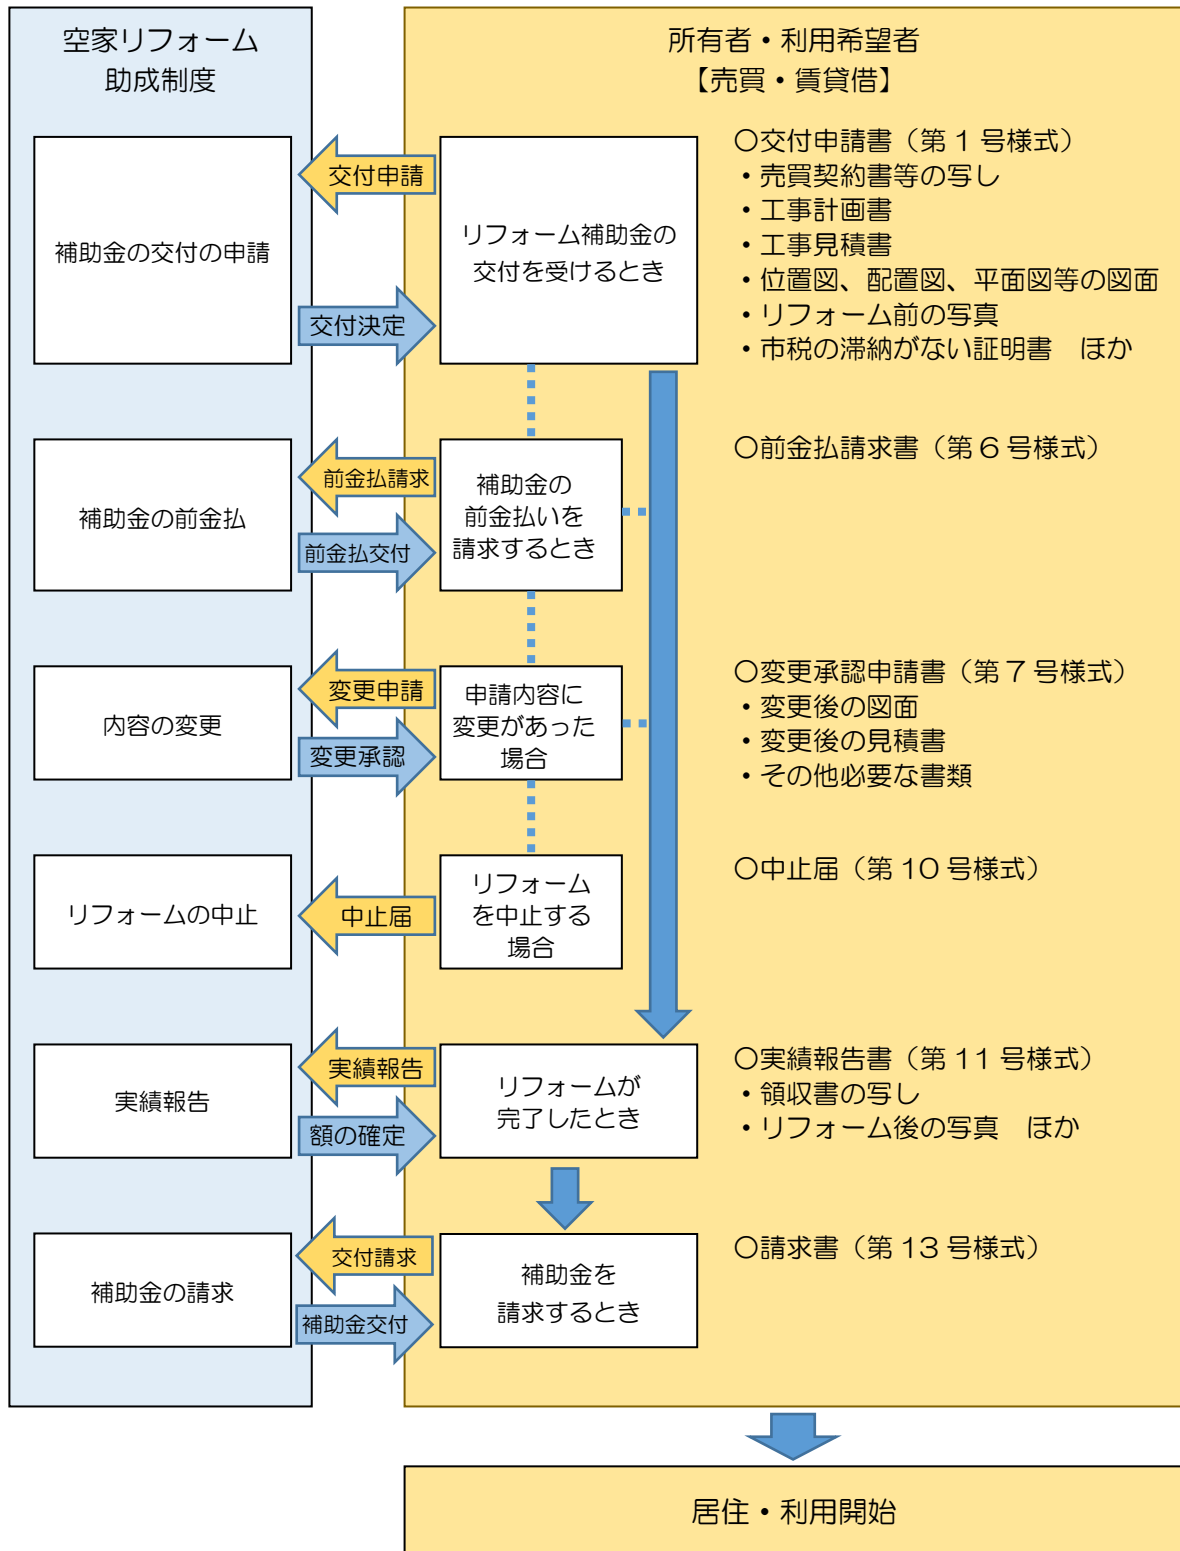 空家リフォーム
助成制度
所有者・利用希望者
【売買・賃貸借】
補助金の交付の申請
交付申請
交付決定
リフォーム補助金の
交付を受けるとき
〇交付申請書（第１号様式）
・売買契約書等の写し
・工事計画書
・工事見積書
・位置図、配置図、平面図等の図面
・リフォーム前の写真
・市税の滞納がない証明書　ほか
補助金の前金払
前金払請求
前金払交付
補助金の
前金払いを
請求するとき
〇前金払請求書（第６号様式）
内容の変更
変更申請
変更承認
申請内容に
変更があった
場合
〇変更承認申請書（第７号様式）
・変更後の図面
・変更後の見積書
・その他必要な書類
リフォームの中止
中止届
リフォーム
を中止する
場合
〇中止届（第 10 号様式）
実績報告
実績報告
額の確定
リフォームが
完了したとき
〇実績報告書（第 11 号様式）
・領収書の写し
・リフォーム後の写真　ほか
補助金の請求
交付請求
補助金交付
補助金を
請求するとき
〇請求書（第 13 号様式）
居住・利用開始